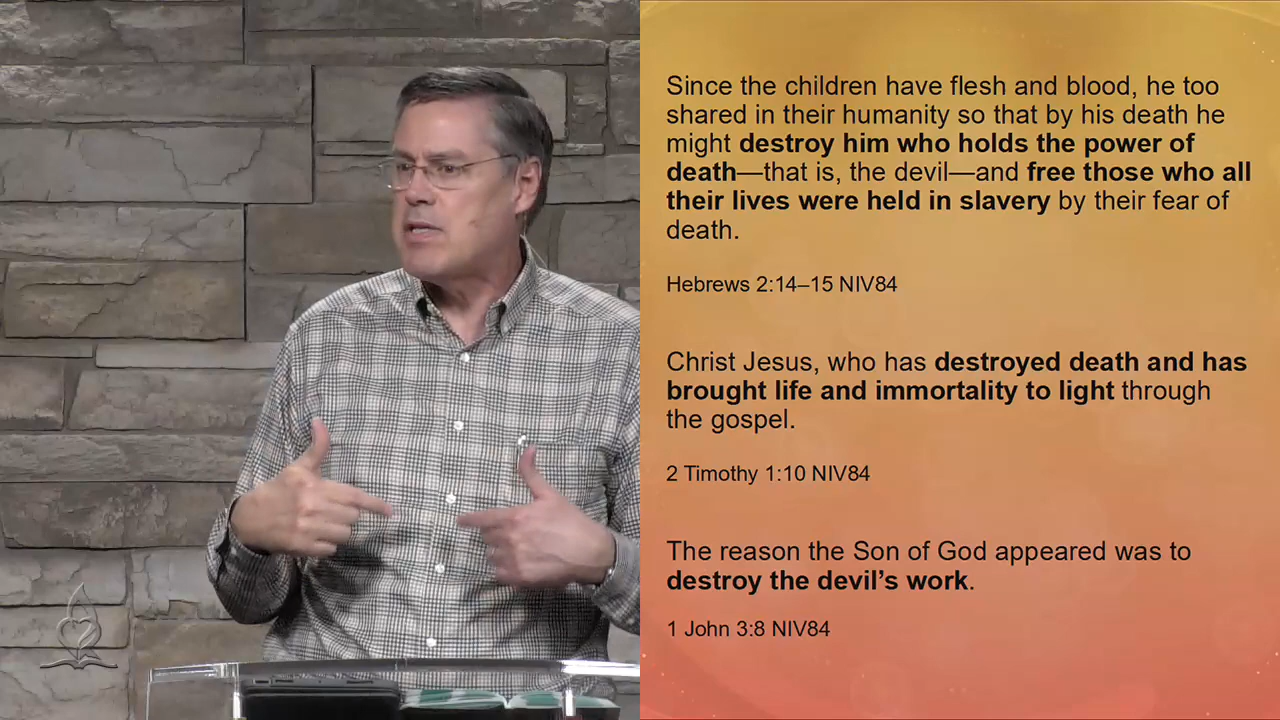 Since the children have flesh and blood, he too
shared in their humanity so that by his death he
might destroy him who holds the power of
death—that is, the devil—and free those who all
their lives were held in slavery by their fear of
death.
Hebrews 2:14–15 NIV84
Christ Jesus, who has destroyed death and has
brought life and immortality to light through
the gospel.
2 Timothy 1:10 NIV84
The reason the Son of God appeared was to
destroy the devil’s work.
1 John 3:8 NIV84